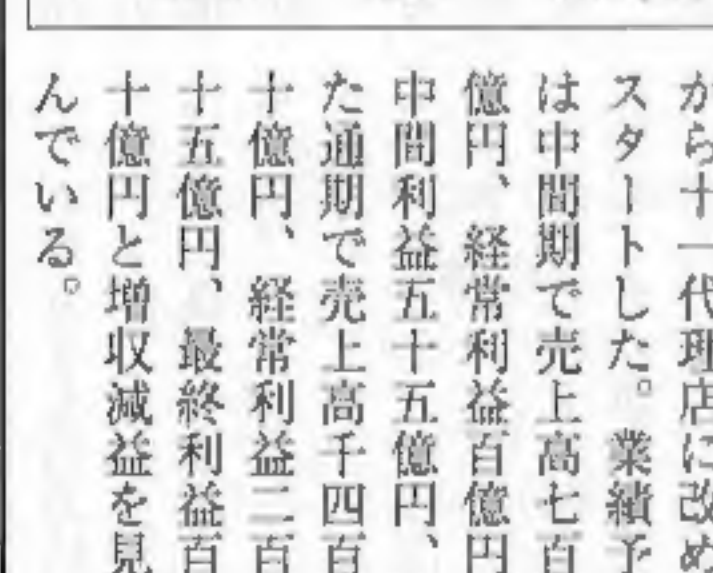 から十一代理店に改め
スタートした。業績予
は中間期で売上高七百
億円、経常利益百億円
中間利益五十五億円、
た通期で売上高千四百
十億円、経常利益二百
十五億円、最終利益百
十億円と増収減益を見
んでいる。